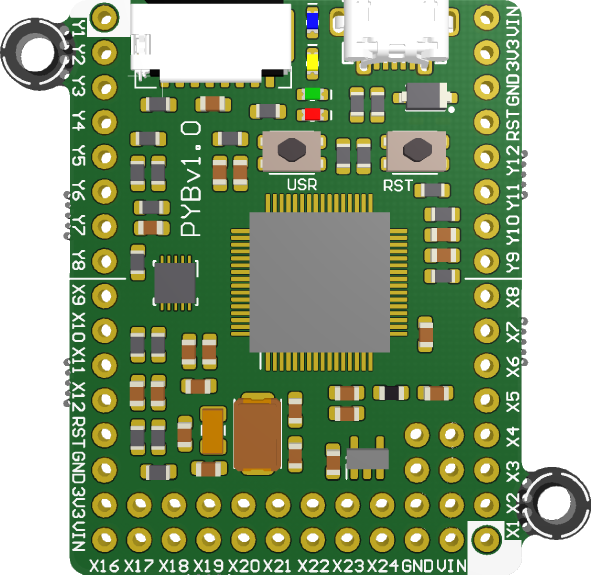 Y1
Y2
Y3
Y4
Y5
Y6
Y7
Y8
X9
X10
X11
X12
RST
GND
3V3
VIN
PYBv1.0
USR
RST
VIN
3V3
GND
RST
Y12
Y11
Y10
Y9
X8
X7
X6
X5
X4
X3
X2
X1
X16 X17 X18 X19 X20 X21 X22 X23 X24 GND VIN